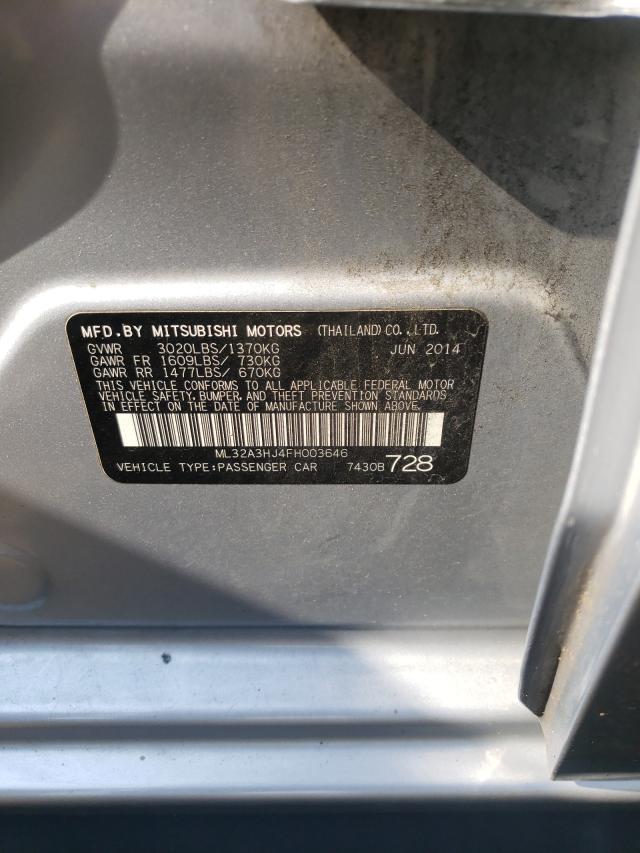 MFD.BY MITSUBISHI MOTORS (THAILAND) CO.,LTD.
GVWR 3020LBS/1370KG JUN 2014
GAWR FR 1609LBS/ 730KG
GAWR RR 1477LBS/ 670KG
THIS VEHICLE CONFORMS TO ALL APPLICABLE FEDERAL MOTOR
VEHICLE SAFETY, BUMPER, AND THEFT PREVENTION STANDARDS
IN EFFECT ON THE DATE OF MANUFACTURE SHOWN ABOVE.
ML32A3HJ4FH003646
VEHICLE TYPE:PASSENGER CAR 7430B 728